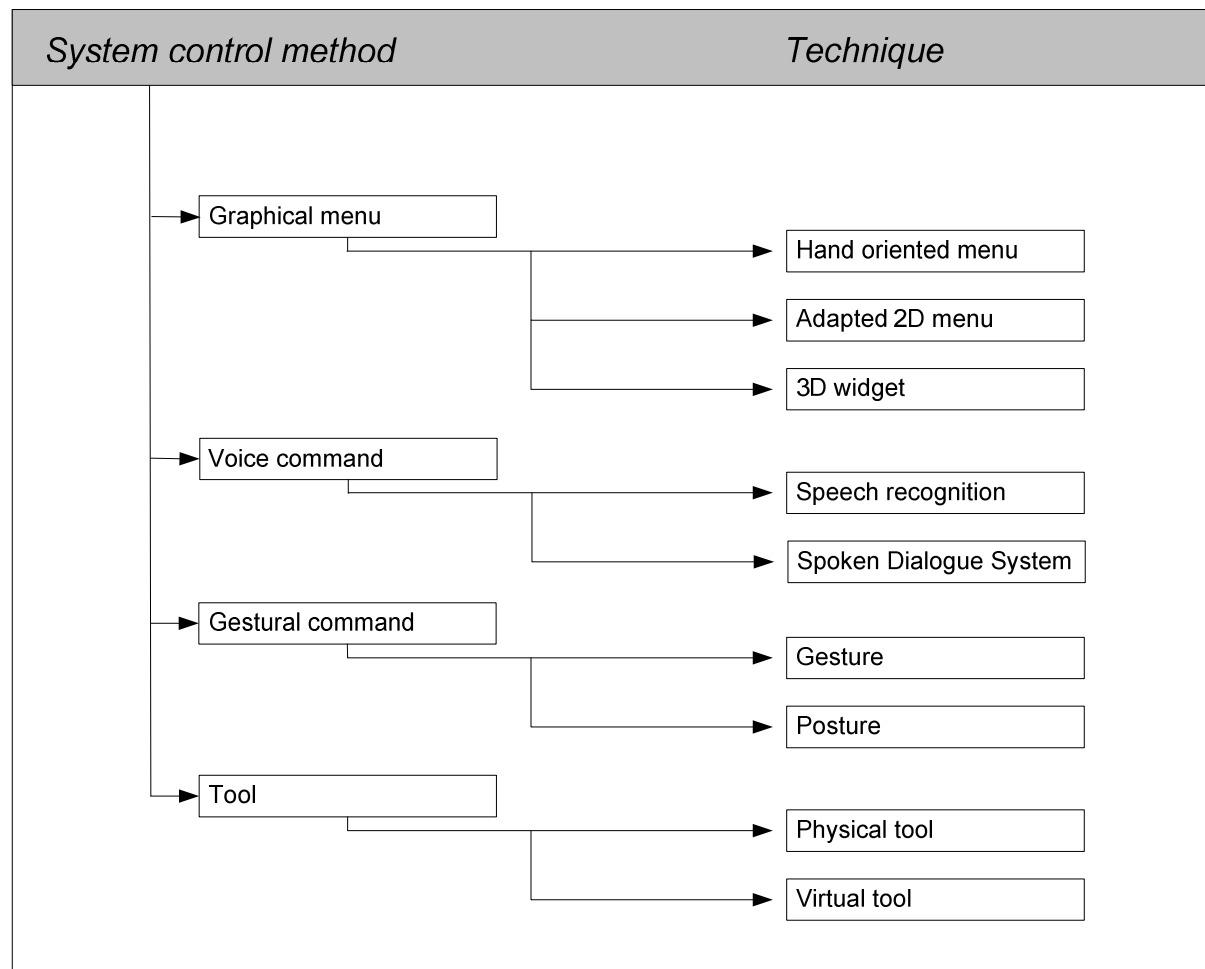 System control method
Technique
Graphical menu
Hand oriented menu
Adapted 2D menu
3D widget
Voice command
Speech recognition
Spoken Dialogue System
Gestural command
Gesture
Posture
Tool
Physical tool
Virtual tool